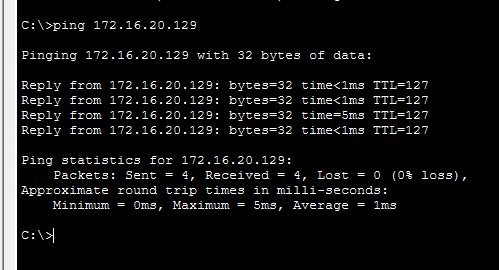 C:\>ping 172.16.20.129
Pinging 172.16.20.129 with 32 bytes of data:
Reply from 172.16.20.129: bytes=32 time<1ms TTL=127
Reply from 172.16.20.129: bytes=32 time<1ms TTL=127
Reply from 172.16.20.129: bytes=32 time=5ms TTL=127
Reply from 172.16.20.129: bytes=32 time<1ms TTL=127
Ping statistics for 172.16.20.129:
    Packets: Sent = 4, Received = 4, Lost = 0 (0% loss),
Approximate round trip times in milli-seconds:
    Minimum = 0ms, Maximum = 5ms, Average = 1ms
C:\>